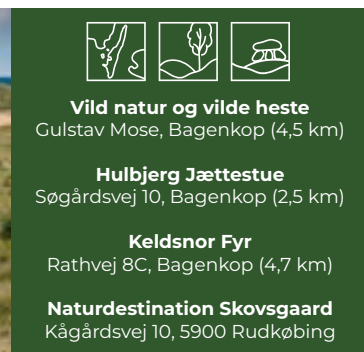 Vild natur og vilde heste
Gulstav Mose, Bagenkop (4,5 km)
Hulbjerg Jættestue
Søgårdsvej 10, Bagenkop (2,5 km)
Keldsnor Fyr
Rathvej 8C, Bagenkop (4,7 km)
Naturdestination Skovsgaard
Kågårdsvej 10, 5900 Rudkøbing